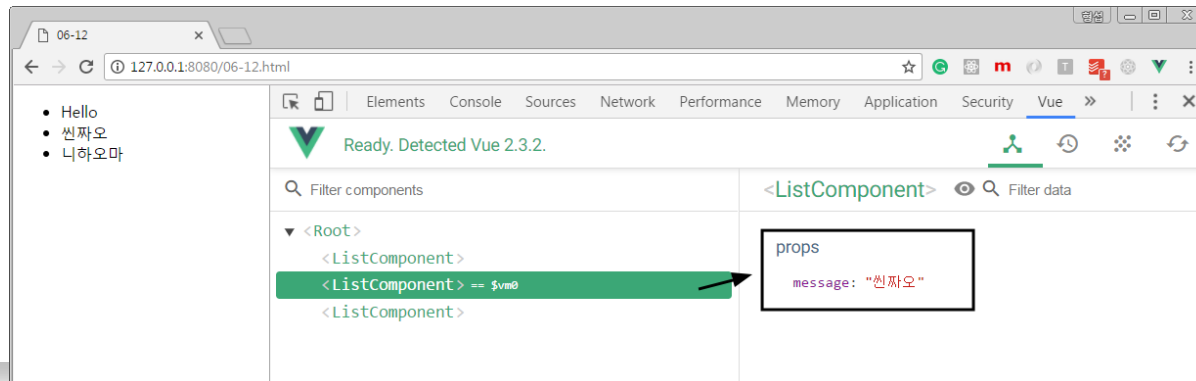 형섭
06-12
127.0.0.1:8080/06-12.html
Hello
씬짜오
니하오마
Elements Console Sources Network Performance Memory Application Security Vue »
Ready. Detected Vue 2.3.2.
Filter components
<ListComponent> Filter data
<Root>
<ListComponent>
<ListComponent> == $vm0
<ListComponent>
props
message: "씬짜오"